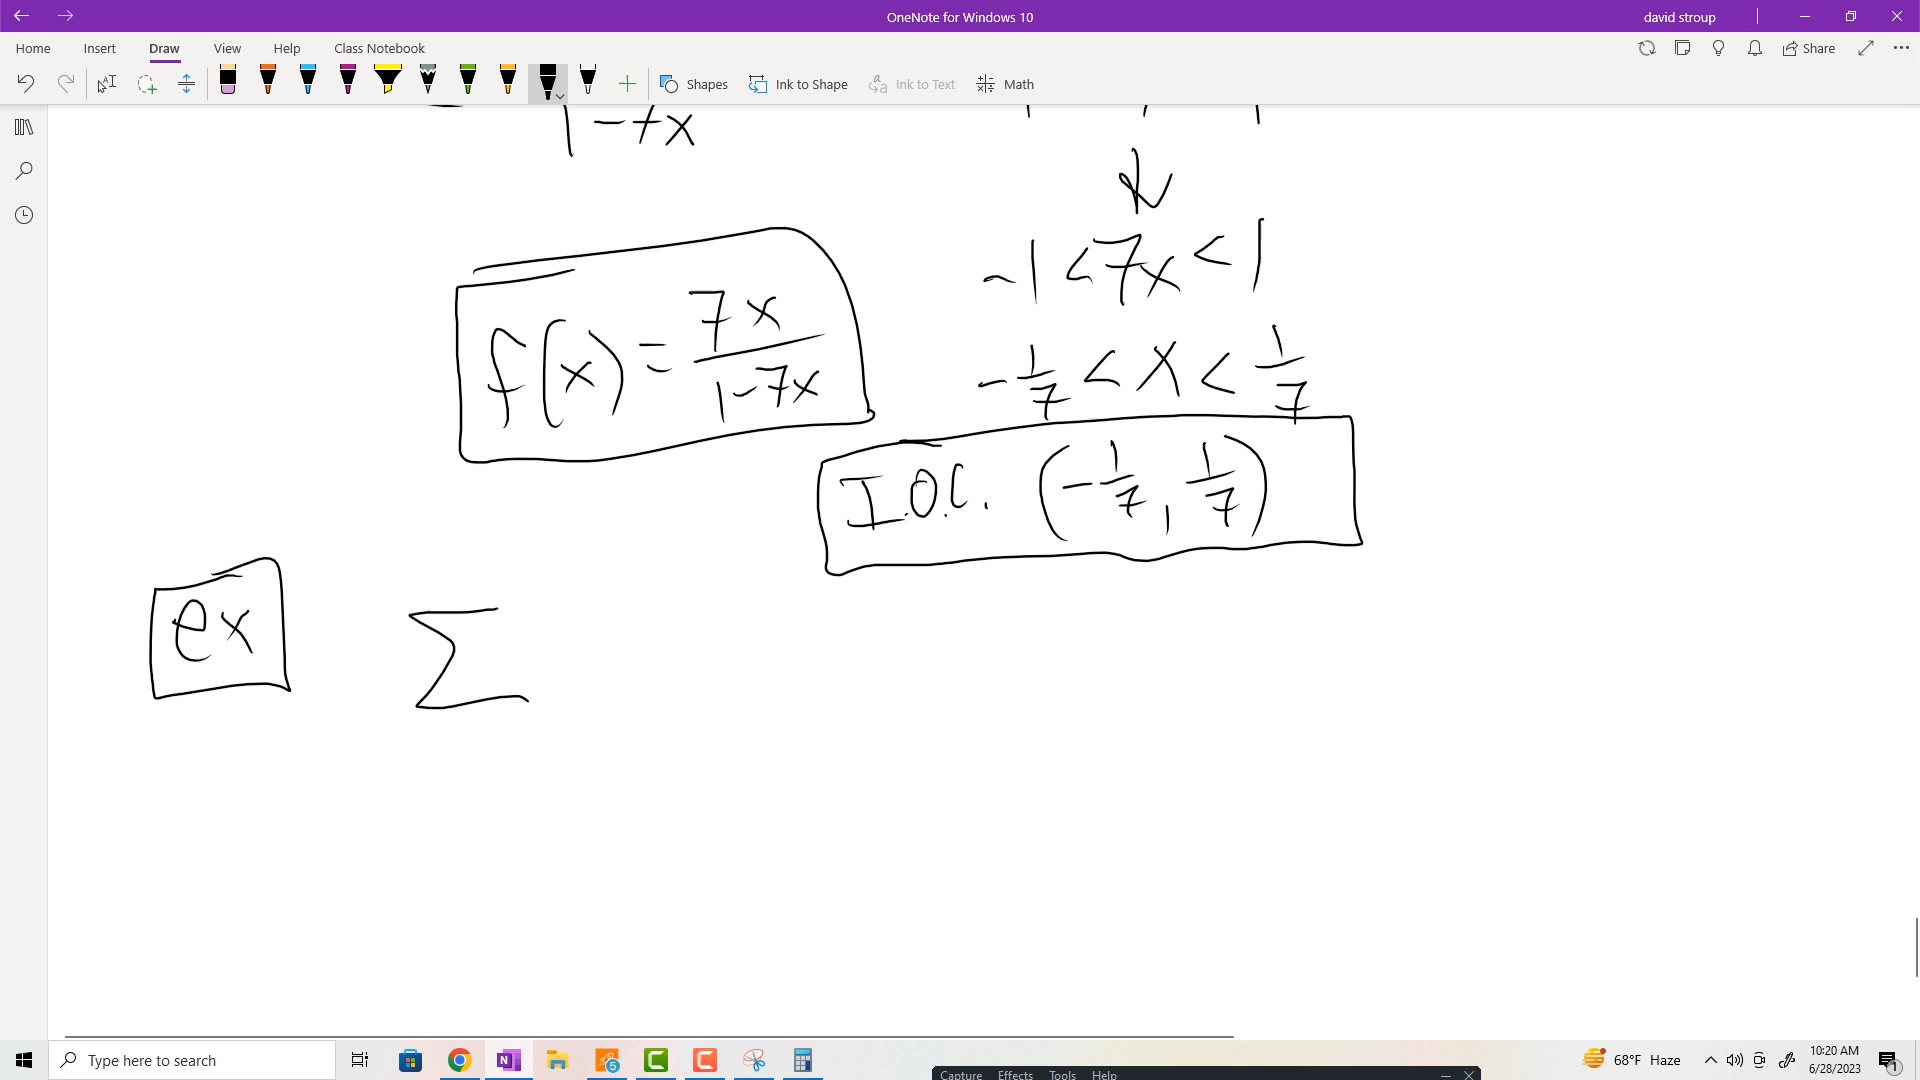 OneNote for Windows 10
david stroup
Home Insert Draw View Help Class Notebook
Share
Shapes Ink to Shape Ink to Text Math
1-7x
-1 < 7x < 1
f(x) = 7x / 1-7x
-1/7 < x < 1/7
I.O.C. (-1/7, 1/7)
ex Σ
Type here to search
5
68°F Haze
10:20 AM
6/28/2023
1
Capture Effects Tools Help